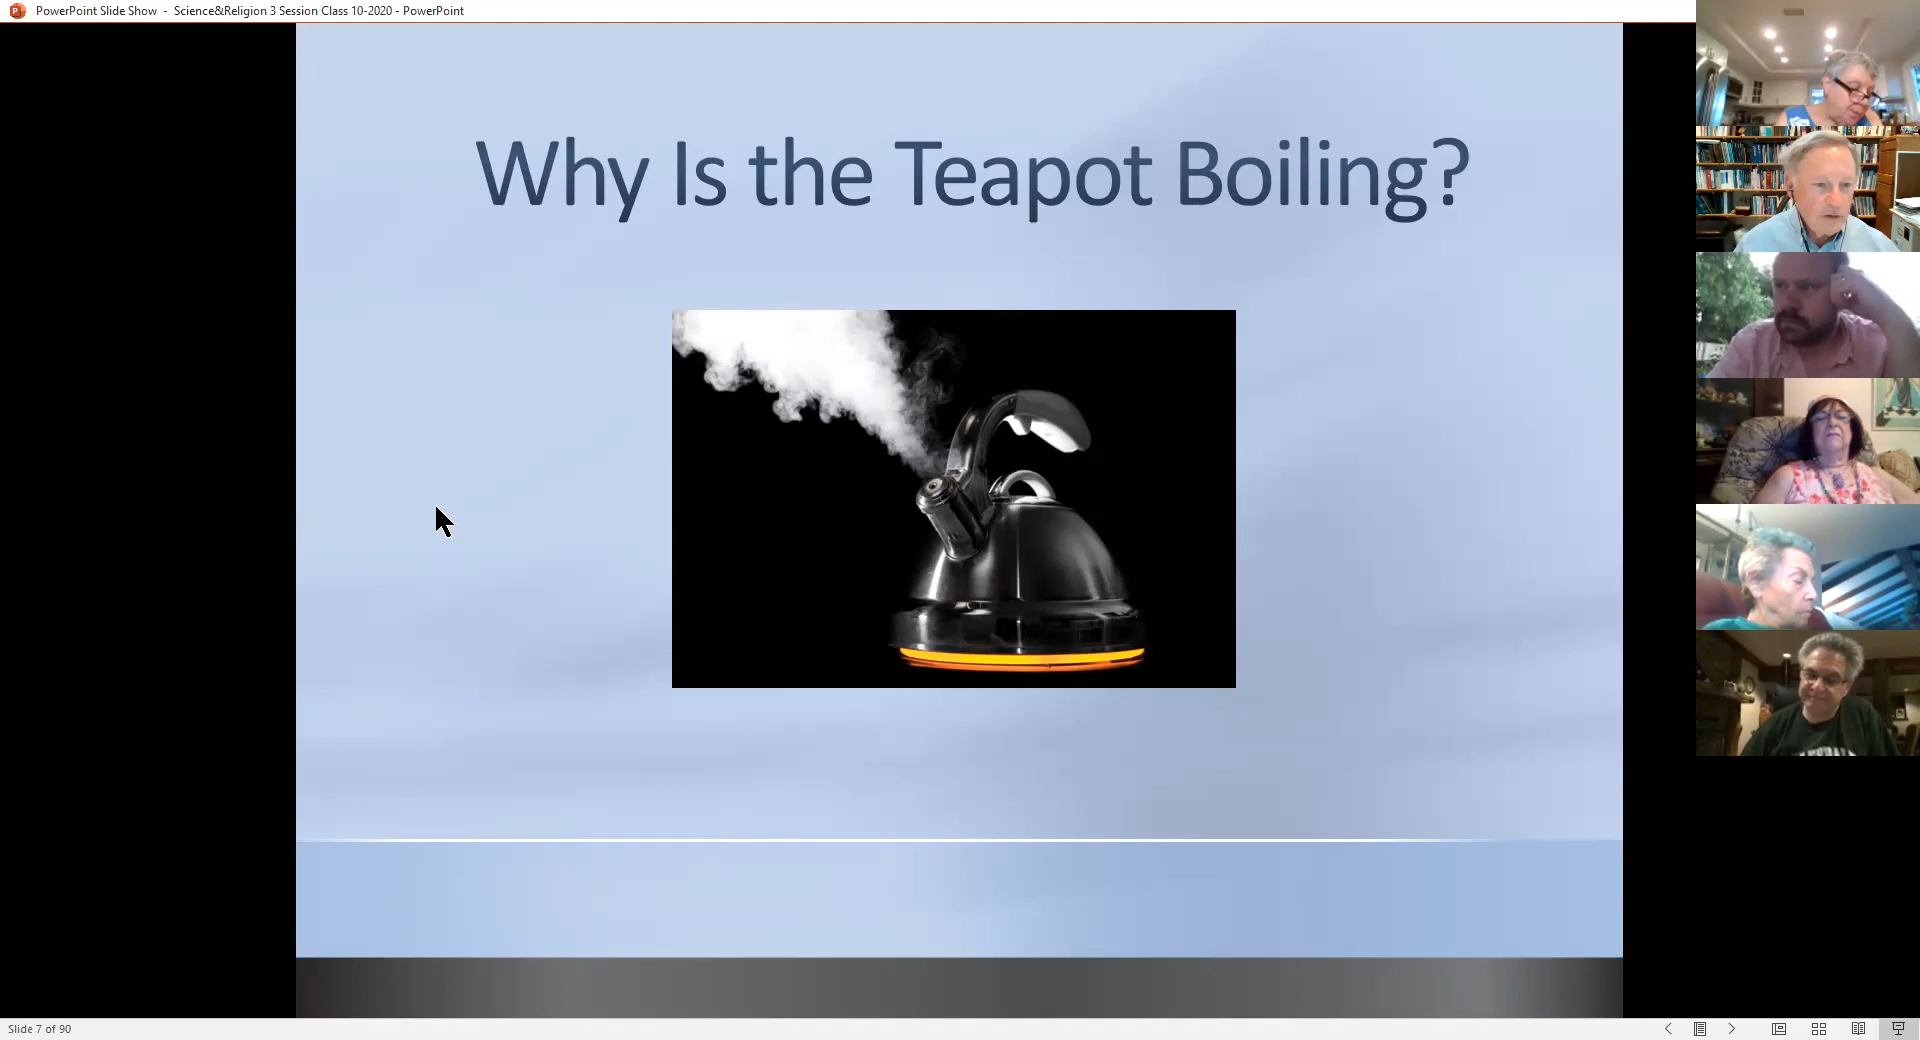 PowerPoint Slide Show - Science&Religion 3 Session Class 10-2020 - PowerPoint
Why Is the Teapot Boiling?
Slide 7 of 90